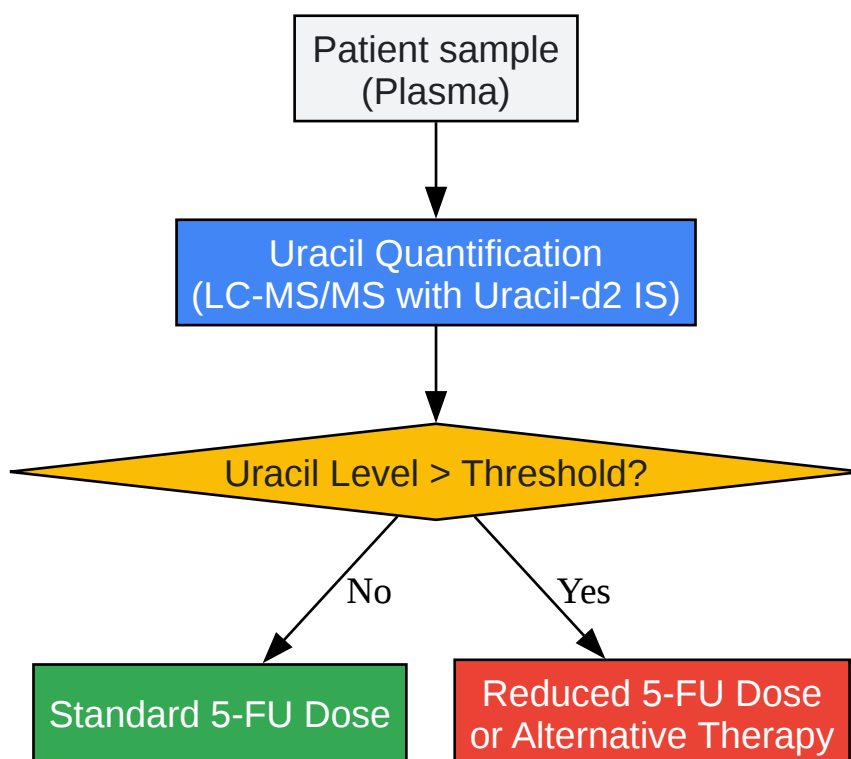 Patient sample
(Plasma)
Uracil Quantification
(LC-MS/MS with Uracil-d2 IS)
Uracil Level > Threshold?
No
Yes
Standard 5-FU Dose
Reduced 5-FU Dose
or Alternative Therapy